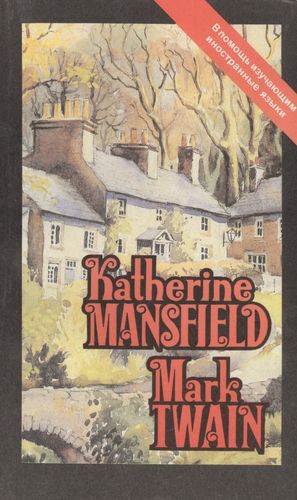 В помощь изучающим
иностранные языки
Katherine
MANSFIELD
Mark
TWAIN